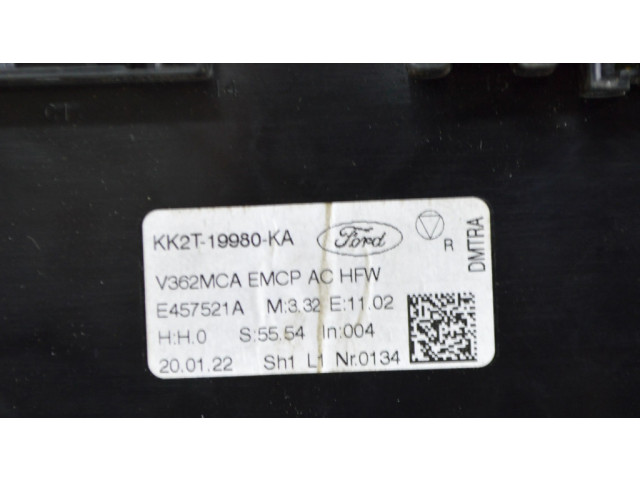 CT
KK2T-19980-KA
Ford
R
DMTRA
V362MCA EMCP AC HFW
E457521A M:3.32 E:11.02
H:H.0 S:55.54 In:004
20.01.22 Sh1 L1 Nr.0134